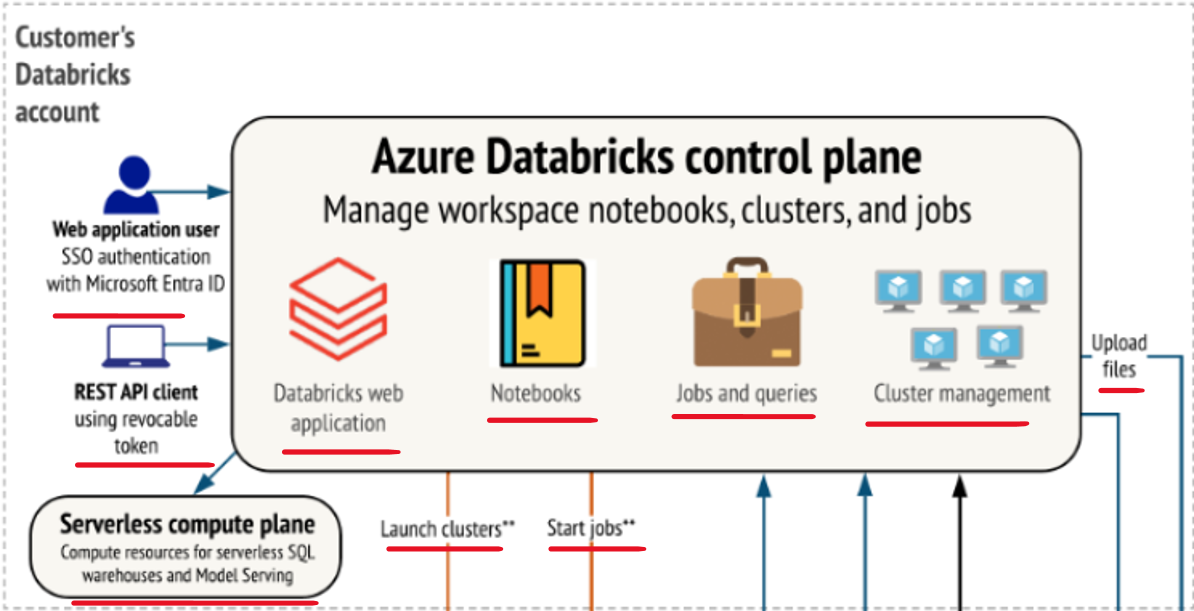 Customer's
Databricks
account
Azure Databricks control plane
Manage workspace notebooks, clusters, and jobs
Web application user
SSO authentication
with Microsoft Entra ID
REST API client
using revocable
token
Databricks web
application
Notebooks
Jobs and queries
Cluster management
Upload
files
Serverless compute plane
Compute resources for serverless SQL
warehouses and Model Serving
Launch clusters**
Start jobs**